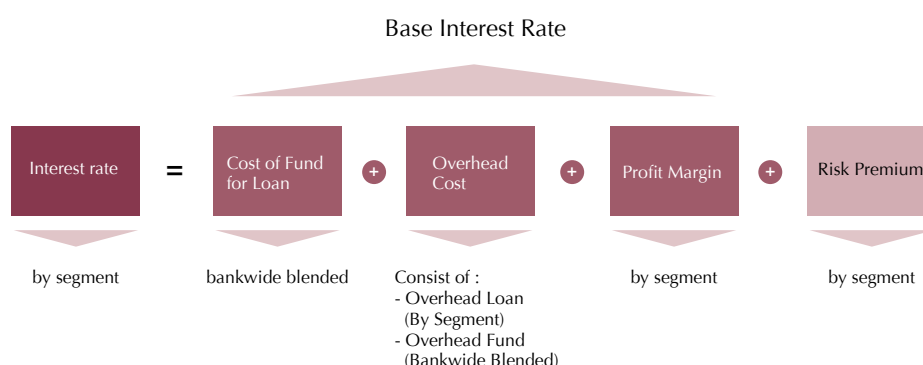 Base Interest Rate
Interest rate
=
Cost of Fund
for Loan
+
Overhead
Cost
+
Profit Margin
+
Risk Premium
by segment
bankwide blended
Consist of :
- Overhead Loan
(By Segment)
- Overhead Fund
(Bankwide Blended)
by segment
by segment